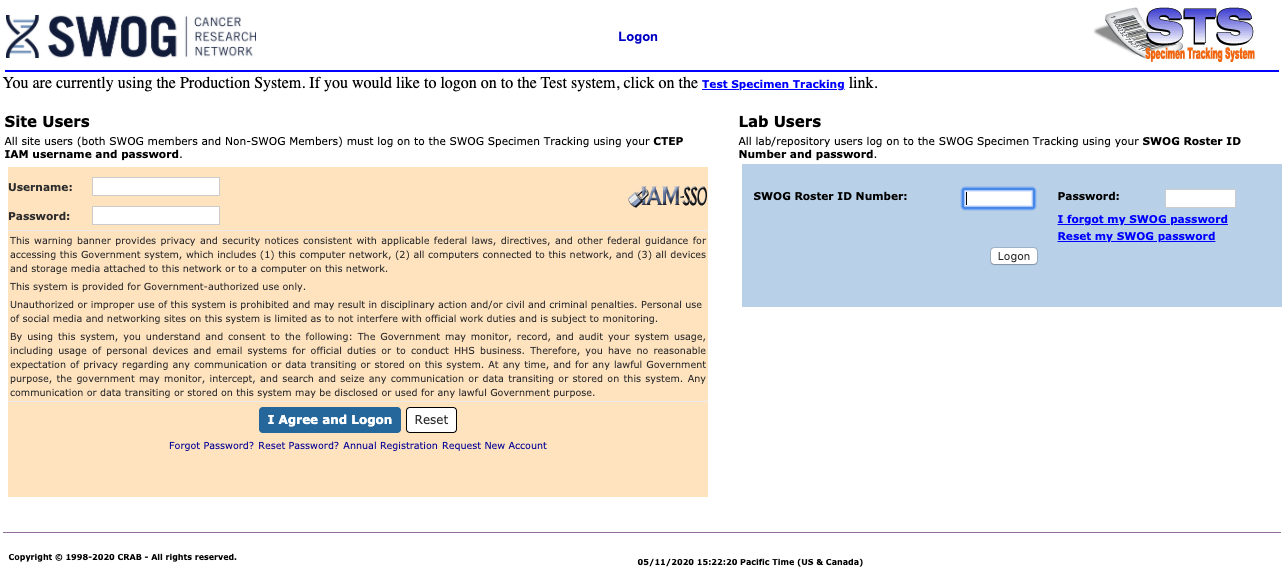 SWOG
CANCER
RESEARCH
NETWORK
Logon
STS
Specimen Tracking System
You are currently using the Production System. If you would like to logon on to the Test system, click on the Test Specimen Tracking link.
Site Users
All site users (both SWOG members and Non-SWOG Members) must log on to the SWOG Specimen Tracking using your CTEP
IAM username and password.
Username:
IAM-SSO
Password:
This warning banner provides privacy and security notices consistent with applicable federal laws, directives, and other federal guidance for
accessing this Government system, which includes (1) this computer network, (2) all computers connected to this network, and (3) all devices
and storage media attached to this network or to a computer on this network.
This system is provided for Government-authorized use only.
Unauthorized or improper use of this system is prohibited and may result in disciplinary action and/or civil and criminal penalties. Personal use
of social media and networking sites on this system is limited as to not interfere with official work duties and is subject to monitoring.
By using this system, you understand and consent to the following: The Government may monitor, record, and audit your system usage,
including usage of personal devices and email systems for official duties or to conduct HHS business. Therefore, you have no reasonable
expectation of privacy regarding any communication or data transiting or stored on this system. At any time, and for any lawful Government
purpose, the government may monitor, intercept, and search and seize any communication or data transiting or stored on this system. Any
communication or data transiting or stored on this system may be disclosed or used for any lawful Government purpose.
I Agree and Logon Reset
Forgot Password? Reset Password? Annual Registration Request New Account
Lab Users
All lab/repository users log on to the SWOG Specimen Tracking using your SWOG Roster ID
Number and password.
SWOG Roster ID Number: Password:
I forgot my SWOG password
Reset my SWOG password
Logon
Copyright © 1998-2020 CRAB - All rights reserved.
05/11/2020 15:22:20 Pacific Time (US & Canada)